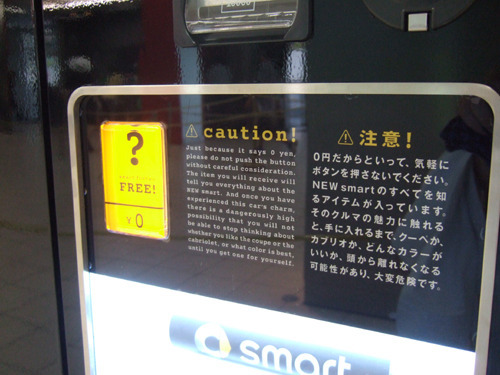 ?
FREE!
¥0
⚠ caution!
Just because it says 0 yen,
please do not push the button
without careful consideration.
The item you will receive will
tell you everything about the
NEW smart. And once you have
experienced this car's charm,
there is a dangerously high
possibility that you will not
be able to stop thinking about
whether you like the coupe or the
cabriolet, or what color is best,
until you get one for yourself.
⚠ 注意!
0円だからといって、気軽に
ボタンを押さないでください。
NEW smartのすべてを知
るアイテムが入っています。
そのクルマの魅力に触れる
と、手に入れるまで、クーペか、
カブリオか、どんなカラーが
いいか、頭から離れなくなる
可能性があり、大変危険です。
smart